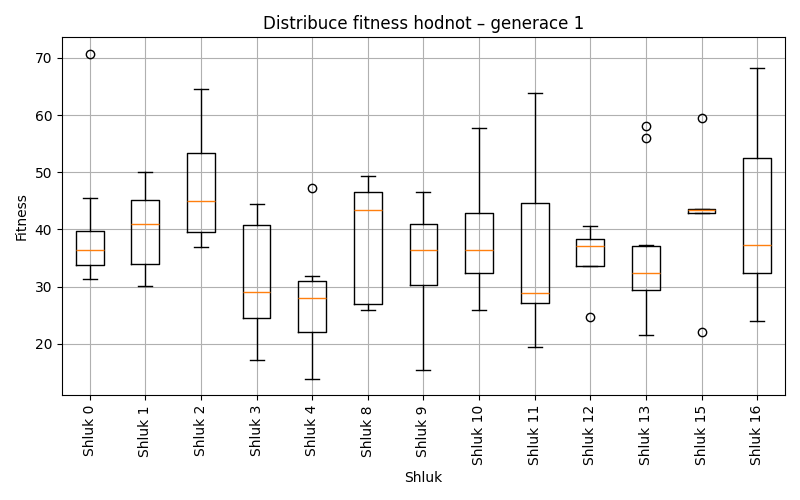 Distribuce fitness hodnot – generace 1
Fitness
70
60
50
40
30
20
Shluk 0
Shluk 1
Shluk 2
Shluk 3
Shluk 4
Shluk 8
Shluk 9
Shluk 10
Shluk 11
Shluk 12
Shluk 13
Shluk 15
Shluk 16
Shluk